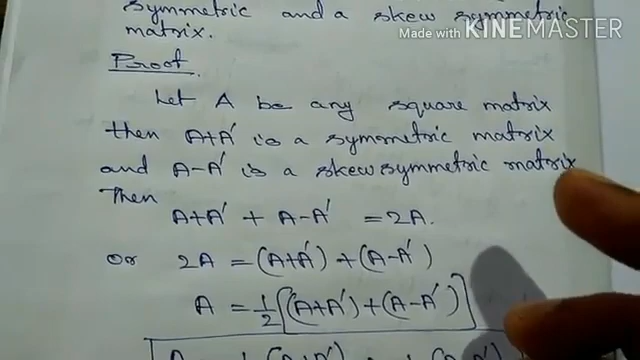 symmetric and a skew symmetric
matrix.
Made with KINEMASTER
Proof
Let A be any square matrix
then A+A' is a symmetric matrix
and A-A' is a skew symmetric matrix
Then
A+A' + A-A' = 2A.
or 2A = (A+A') + (A-A')
A = 1/2 [(A+A') + (A-A')]